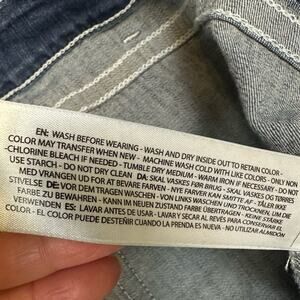 EN: WASH BEFORE WEARING - WASH AND DRY INSIDE OUT TO RETAIN COLOR -
COLOR MAY TRANSFER WHEN NEW - MACHINE WASH COLD WITH LIKE COLORS - ONLY NON
-CHLORINE BLEACH IF NEEDED - TUMBLE DRY MEDIUM - WARM IRON IF NECESSARY - DO NOT
USE STARCH - DO NOT DRY CLEAN DA: SKAL VASKES FØR BRUG - SKAL VASKES OG TØRRES
MED VRANGEN UD FOR AT BEVARE FARVEN - NYE FARVER KAN SMITTE AF- TÅLER IKKE
STIVELSE DE: VOR DEM TRAGEN WASCHEN - VON LINKS WASCHEN UND TROCKNEN, UM DIE
FARBE ZU BEWAHREN - KANN IM NEUEN ZUSTAND FARBE ÜBERTRAGEN - KEINE STÄRKE
VERWENDEN ES: LAVAR ANTES DE USAR - LAVAR Y SECAR AL REVÉS PARA CONSERVAR
COLOR - EL COLOR PUEDE DESTEÑIR CUANDO LA PRENDA ES NUEVA - NO UTILIZAR ALMIDÓN